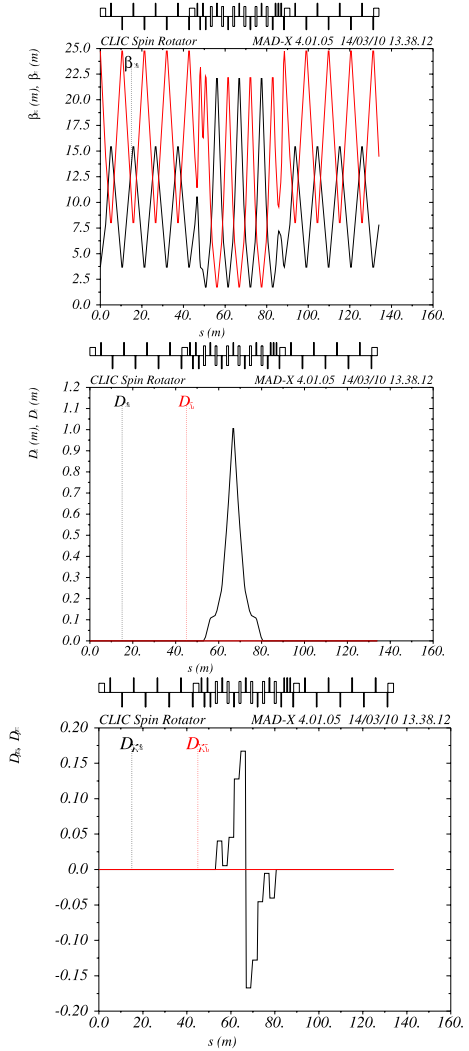 CLIC Spin Rotator MAD-X 4.01.05 14/03/10 13.38.12
25.0
22.5
20.0
17.5
15.0
12.5
10.0
7.5
5.0
2.5
0.0
β (m), β (m)
β
0.0 20. 40. 60. 80. 100. 120. 140. 160.
s (m)
CLIC Spin Rotator MAD-X 4.01.05 14/03/10 13.38.12
1.2
1.1
1.0
0.9
0.8
0.7
0.6
0.5
0.4
0.3
0.2
0.1
0.0
D (m), D (m)
D D
0.0 20. 40. 60. 80. 100. 120. 140. 160.
s (m)
CLIC Spin Rotator MAD-X 4.01.05 14/03/10 13.38.12
0.20
0.15
0.10
0.05
0.0
-0.05
-0.10
-0.15
-0.20
D , D
D D
0.0 20. 40. 60. 80. 100. 120. 140. 160.
s (m)